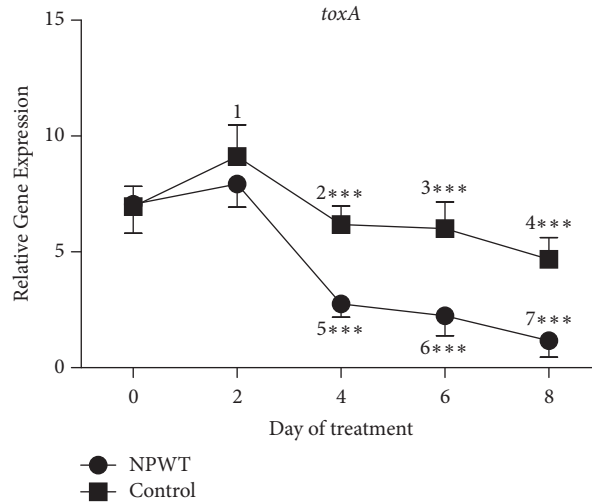 toxA
15
10
5
0
Relative Gene Expression
1
2***
3***
4***
5***
6***
7***
0 2 4 6 8
Day of treatment
NPWT
Control